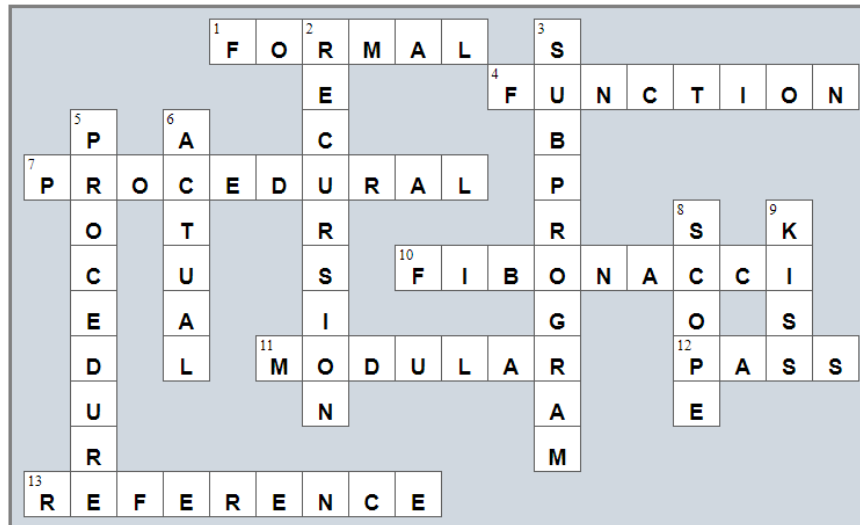 1 F O 2 R M A L 3 S
E 4 F U N C T I O N
5 P 6 A C B
7 P R O C E D U R A L P
O T R R 8 S 9 K
C U S 10 F I B O N A C C I
E A I G O S
D L 11 M O D U L A R 12 P A S S
U N A E
R M
13 R E F E R E N C E